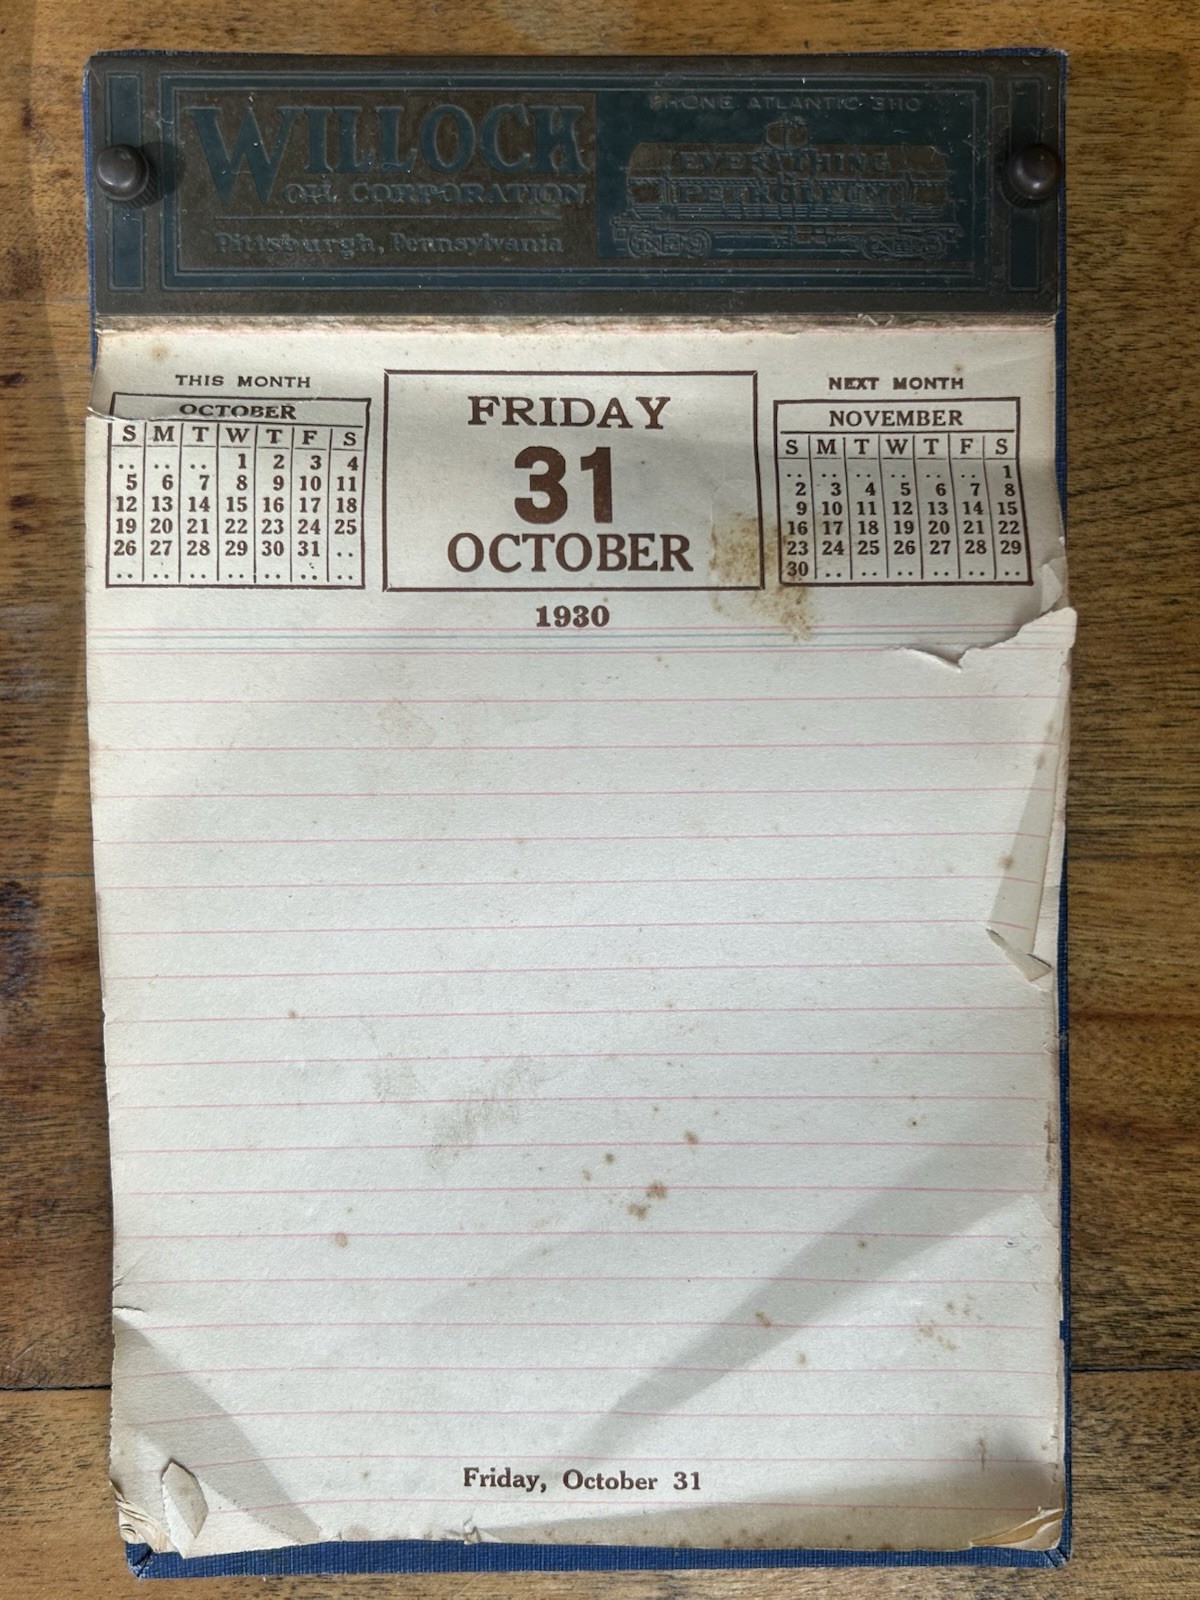 WILLOCK
OIL CORPORATION
Pittsburgh, Pennsylvania
PHONE ATLANTIC 3110
EVERYTHING
PETROLEUM
THIS MONTH
OCTOBER
S M T W T F S
.. .. .. 1 2 3 4
5 6 7 8 9 10 11
12 13 14 15 16 17 18
19 20 21 22 23 24 25
26 27 28 29 30 31 ..
.. .. .. .. .. .. ..
FRIDAY
31
OCTOBER
1930
NEXT MONTH
NOVEMBER
S M T W T F S
.. .. .. .. .. .. 1
2 3 4 5 6 7 8
9 10 11 12 13 14 15
16 17 18 19 20 21 22
23 24 25 26 27 28 29
30 .. .. .. .. .. ..
Friday, October 31